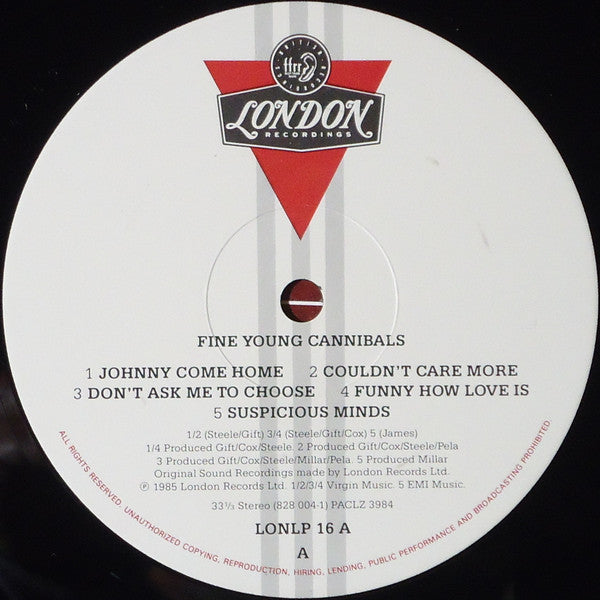 BRITISH
ffrr
RECORDINGS
LONDON
RECORDINGS
FINE YOUNG CANNIBALS
1 JOHNNY COME HOME 2 COULDN'T CARE MORE
3 DON'T ASK ME TO CHOOSE 4 FUNNY HOW LOVE IS
5 SUSPICIOUS MINDS
1/2 (Steele/Gift) 3/4 (Steele/Gift/Cox) 5 (James)
1/4 Produced Gift/Cox/Steele. 2 Produced Gift/Cox/Steele/Pela
3 Produced Gift/Cox/Steele/Millar/Pela. 5 Produced Millar
Original Sound Recordings made by London Records Ltd.
℗ 1985 London Records Ltd. 1/2/3/4 Virgin Music. 5 EMI Music.
33⅓ Stereo (828 004-1) PACLZ 3984
LONLP 16 A
A
ALL RIGHTS RESERVED. UNAUTHORIZED COPYING, REPRODUCTION, HIRING, LENDING, PUBLIC PERFORMANCE AND BROADCASTING PROHIBITED